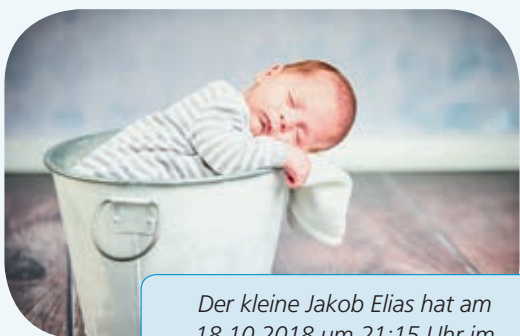 Der kleine Jakob Elias hat am
18.10.2018 um 21:15 Uhr im